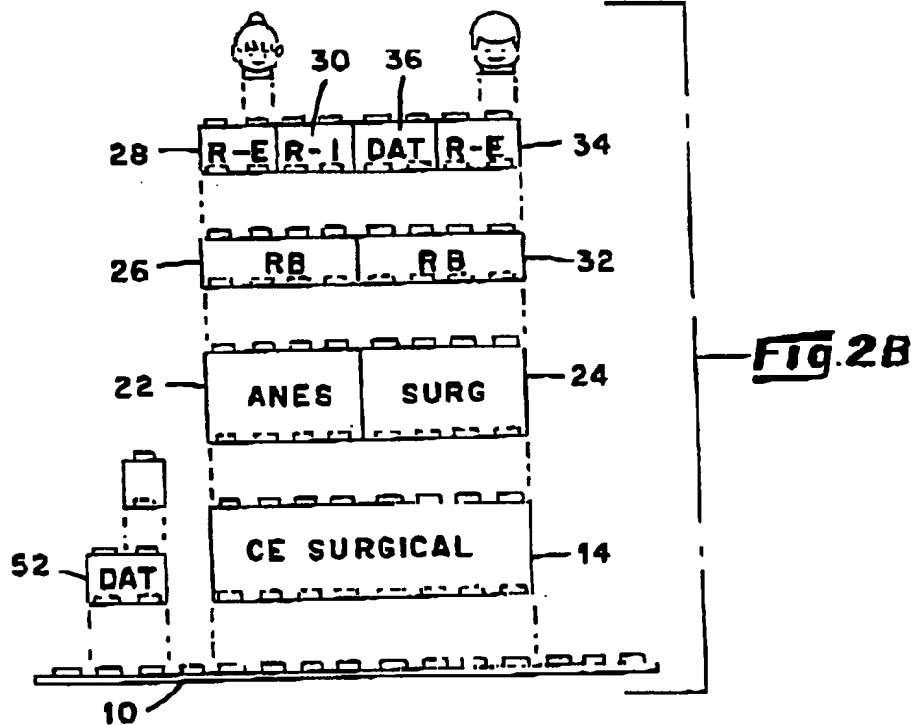 30 36
28 R-E R-I DAT R-E 34
26 RB RB 32
22 ANES SURG 24
Fig. 2B
CE SURGICAL 14
52 DAT
10